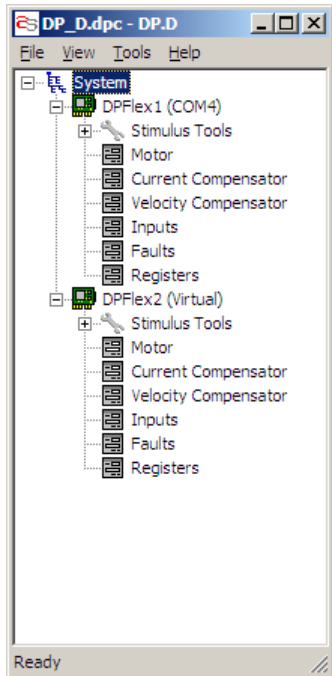 DP_D.dpc - DP.D
File View Tools Help
System
DPFlex1 (COM4)
Stimulus Tools
Motor
Current Compensator
Velocity Compensator
Inputs
Faults
Registers
DPFlex2 (Virtual)
Stimulus Tools
Motor
Current Compensator
Velocity Compensator
Inputs
Faults
Registers
Ready